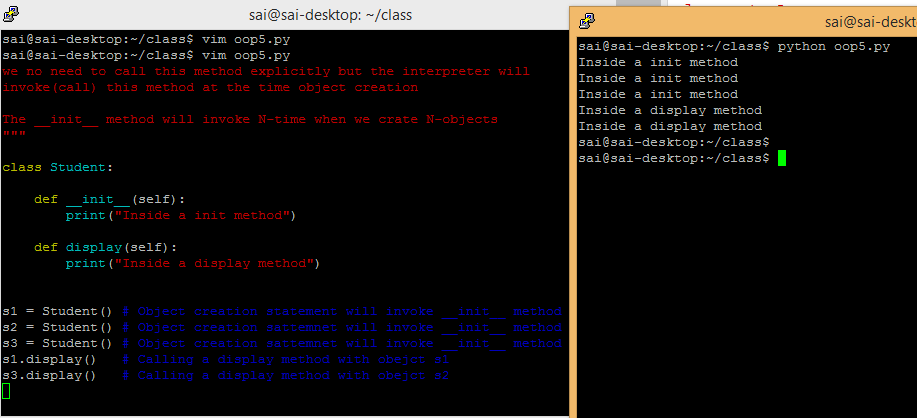 sai@sai-desktop: ~/class
sai@sai-desktop:~/class$ vim oop5.py
sai@sai-desktop:~/class$ vim oop5.py
we no need to call this method explicitly but the interpreter will
invoke(call) this method at the time object creation
The __init__ method will invoke N-time when we crate N-objects
"""
class Student:
def __init__(self):
print("Inside a init method")
def display(self):
print("Inside a display method")
s1 = Student() # Object creation statement will invoke __init__ method
s2 = Student() # Object creation sattemnet will invoke __init__ method
s3 = Student() # Object creation sattemnet will invoke __init__ method
s1.display() # Calling a display method with obejct s1
s3.display() # Calling a display method with obejct s2
sai@sai-deskt
sai@sai-desktop:~/class$ python oop5.py
Inside a init method
Inside a init method
Inside a init method
Inside a display method
Inside a display method
sai@sai-desktop:~/class$
sai@sai-desktop:~/class$